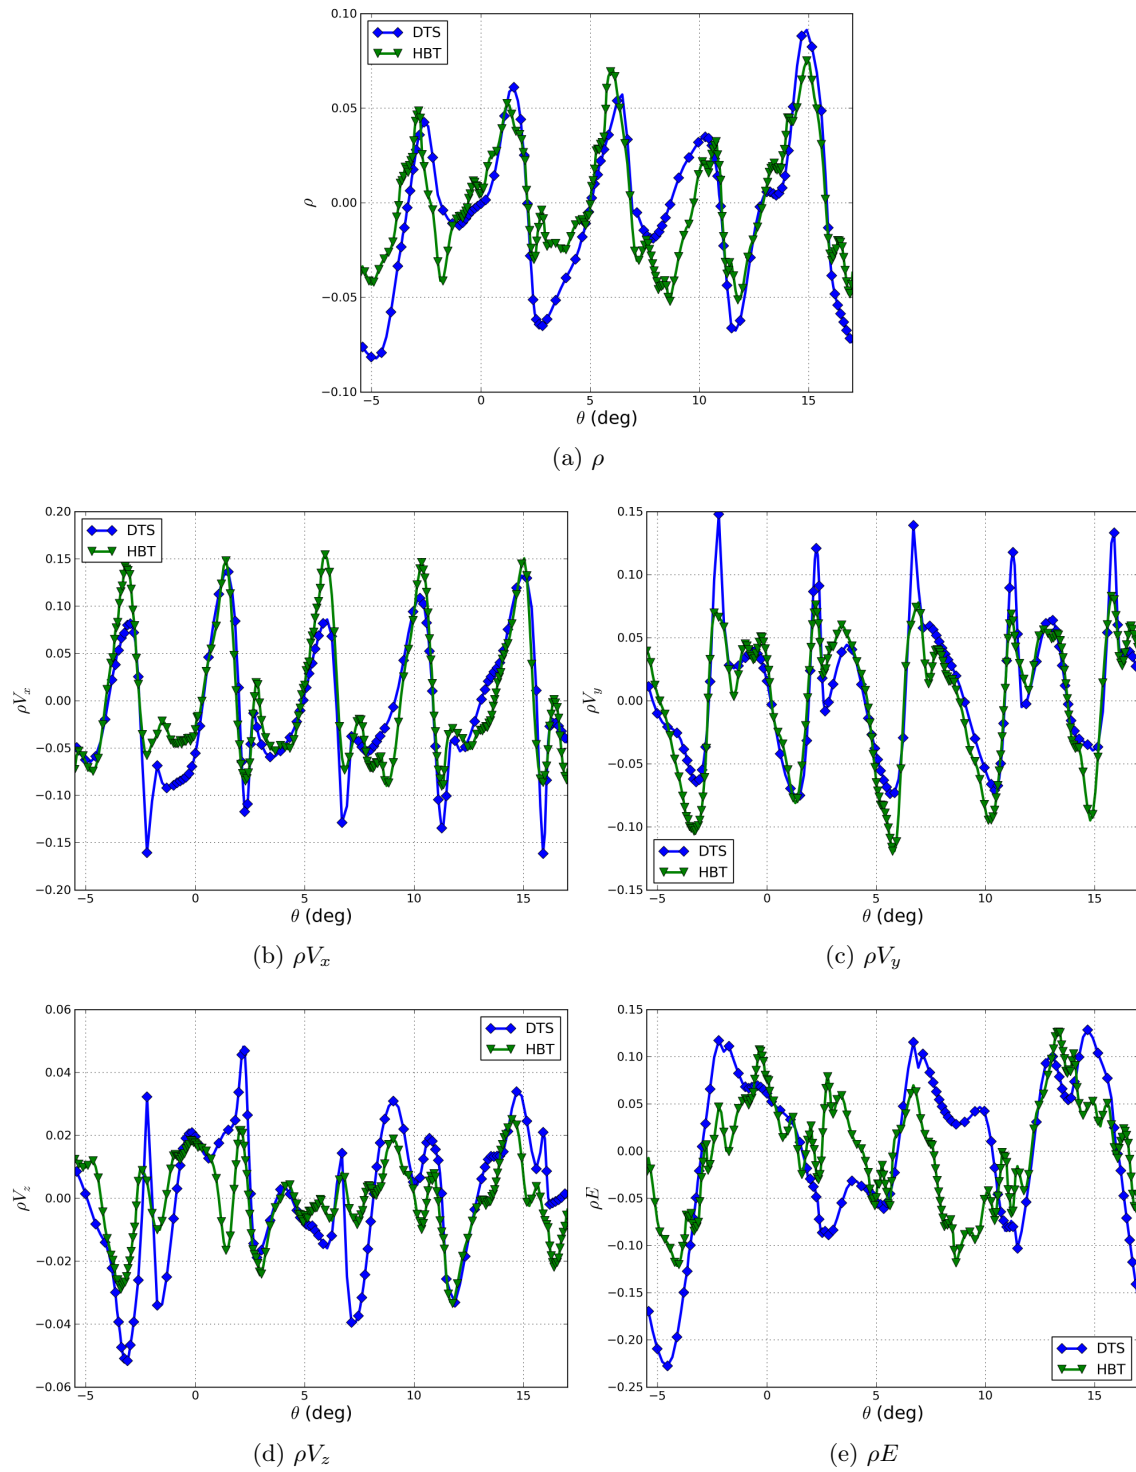 0.10
0.05
0.00
−0.05
−0.10
ρ
DTS
HBT
−5 0 5 10 15
θ (deg)
(a) ρ
0.20
0.15
0.10
0.05
0.00
−0.05
−0.10
−0.15
−0.20
ρVx
DTS
HBT
−5 0 5 10 15
θ (deg)
(b) ρVx
0.15
0.10
0.05
0.00
−0.05
−0.10
−0.15
ρVy
DTS
HBT
−5 0 5 10 15
θ (deg)
(c) ρVy
0.06
0.04
0.02
0.00
−0.02
−0.04
−0.06
ρVz
DTS
HBT
−5 0 5 10 15
θ (deg)
(d) ρVz
0.15
0.10
0.05
0.00
−0.05
−0.10
−0.15
−0.20
−0.25
ρE
DTS
HBT
−5 0 5 10 15
θ (deg)
(e) ρE